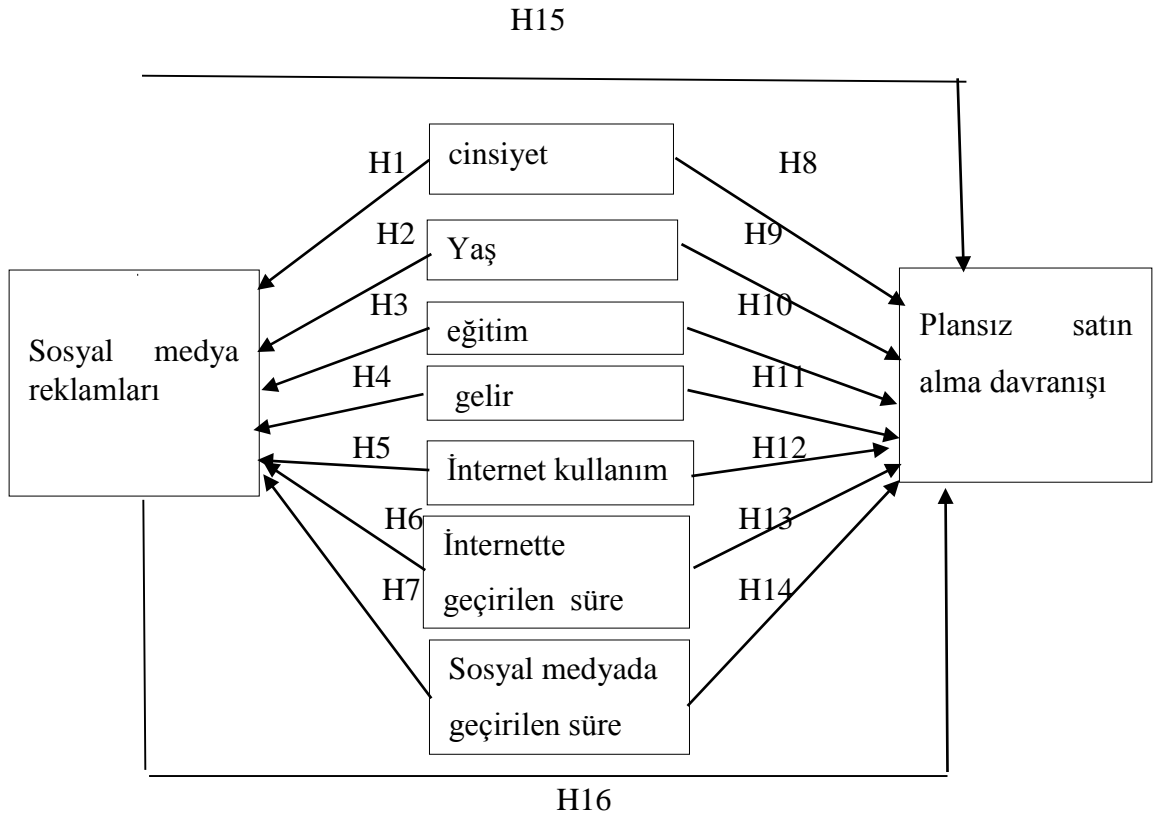 H15
cinsiyet
H1
H8
H2
Yaş
H9
H3
eğitim
H10
Sosyal medya
reklamları
Plansız satın
alma davranışı
H4
gelir
H11
H5
İnternet kullanım
H12
H6
İnternette
geçirilen süre
H13
H7
H14
Sosyal medyada
geçirilen süre
H16